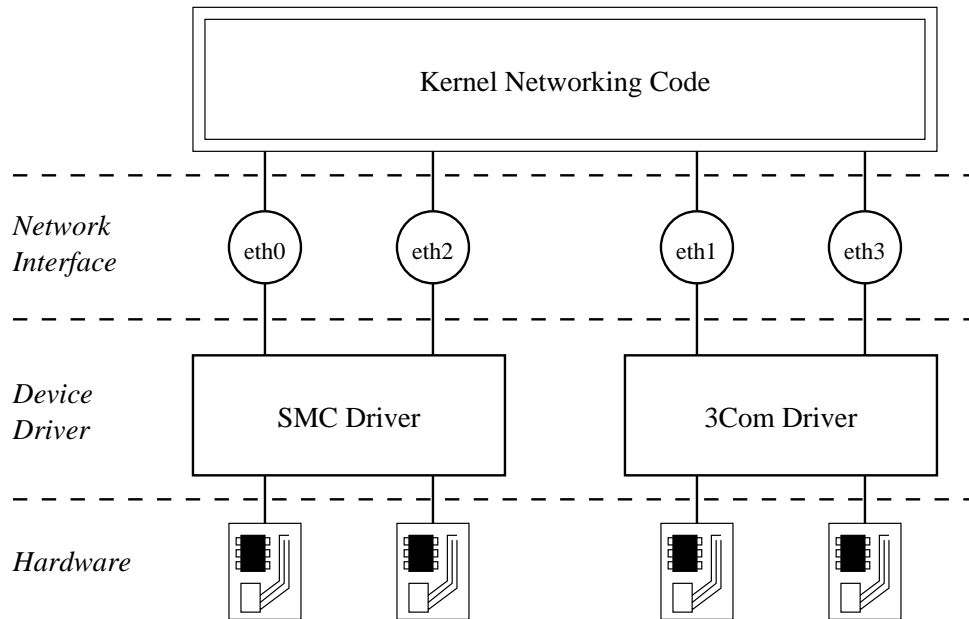 Kernel Networking Code
Network
Interface
eth0
eth2
eth1
eth3
Device
Driver
SMC Driver
3Com Driver
Hardware